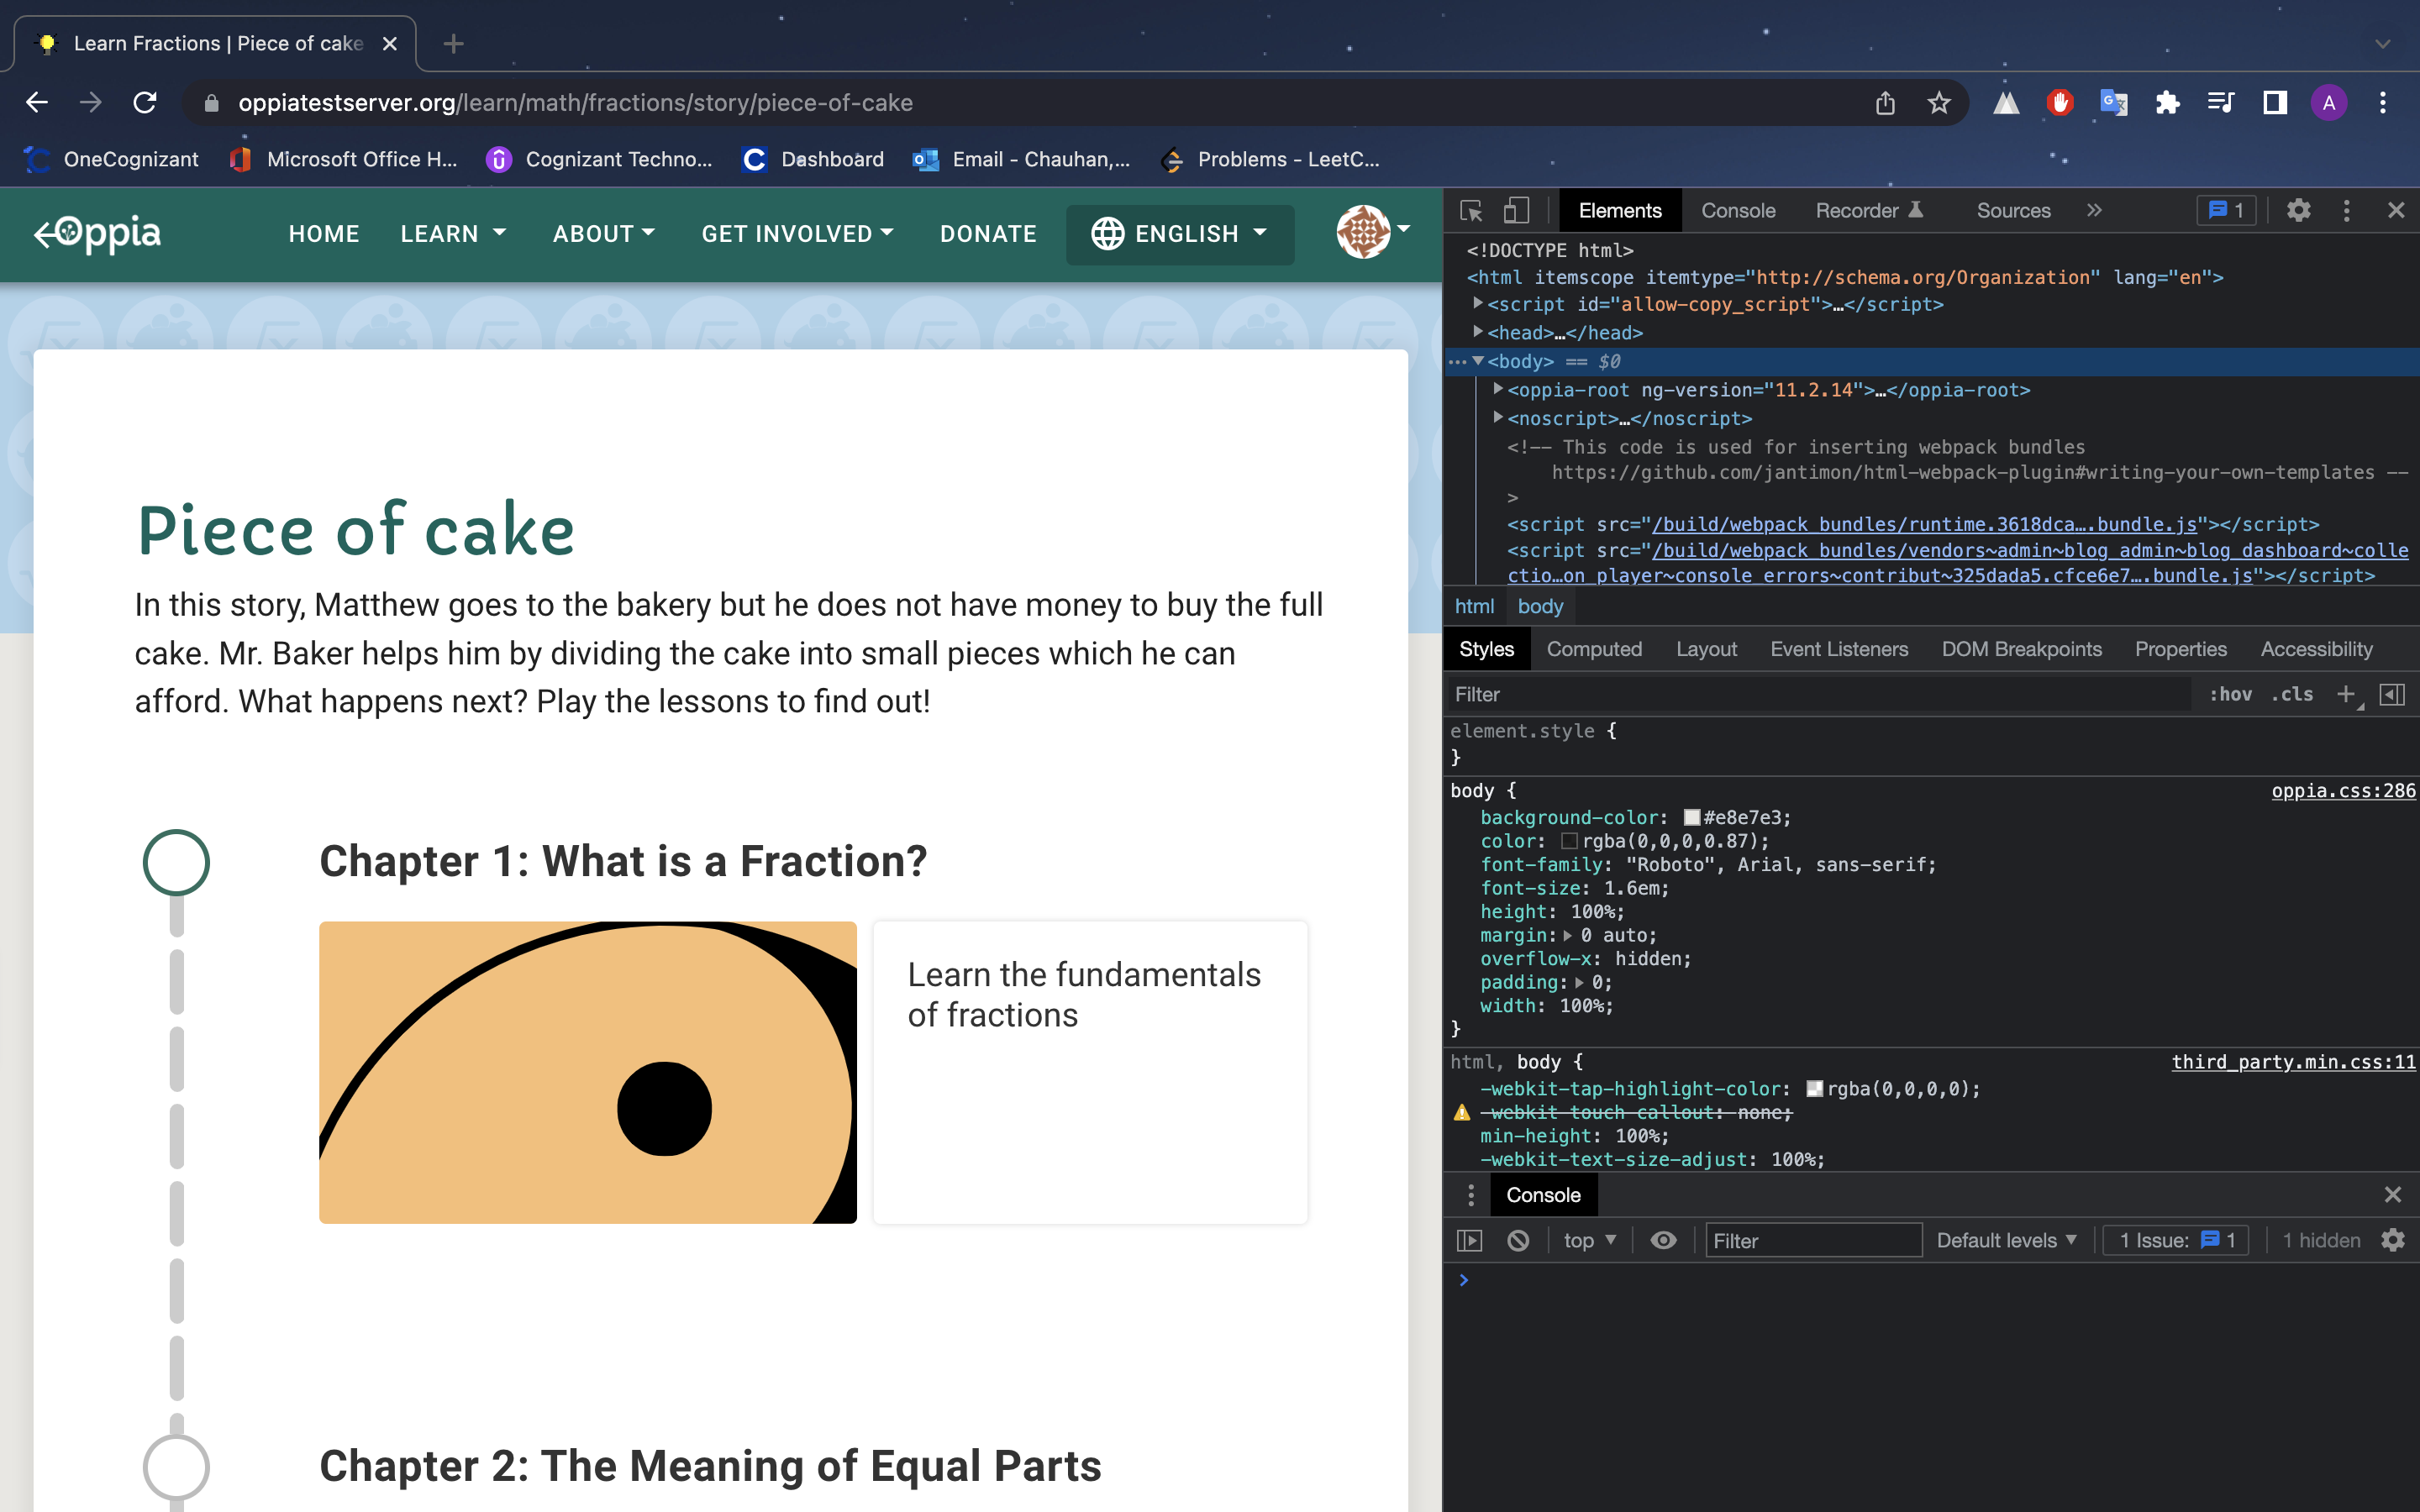 Learn Fractions | Piece of cake
oppiatestserver.org/learn/math/fractions/story/piece-of-cake
A
OneCognizant
Microsoft Office H...
Cognizant Techno...
Dashboard
Email - Chauhan,...
Problems - LeetC...
Oppia
HOME
LEARN
ABOUT
GET INVOLVED
DONATE
ENGLISH
Piece of cake
In this story, Matthew goes to the bakery but he does not have money to buy the full
cake. Mr. Baker helps him by dividing the cake into small pieces which he can
afford. What happens next? Play the lessons to find out!
Chapter 1: What is a Fraction?
Learn the fundamentals
of fractions
Chapter 2: The Meaning of Equal Parts
Elements
Console
Recorder
Sources
»
1
<!DOCTYPE html>
<html itemscope itemtype="http://schema.org/Organization" lang="en">
<script id="allow-copy_script">…</script>
<head>…</head>
<body> == $0
<oppia-root ng-version="11.2.14">…</oppia-root>
<noscript>…</noscript>
<!-- This code is used for inserting webpack bundles
https://github.com/jantimon/html-webpack-plugin#writing-your-own-templates --
>
<script src="/build/webpack_bundles/runtime.3618dca….bundle.js"></script>
<script src="/build/webpack_bundles/vendors~admin~blog_admin~blog_dashboard~colle
ctio…on_player~console_errors~contribut~325dada5.cfce6e7….bundle.js"></script>
html
body
Styles
Computed
Layout
Event Listeners
DOM Breakpoints
Properties
Accessibility
Filter
:hov
.cls
+
element.style {
}
body {
oppia.css:286
background-color: #e8e7e3;
color: rgba(0,0,0,0.87);
font-family: "Roboto", Arial, sans-serif;
font-size: 1.6em;
height: 100%;
margin: 0 auto;
overflow-x: hidden;
padding: 0;
width: 100%;
}
html, body {
third_party.min.css:11
-webkit-tap-highlight-color: rgba(0,0,0,0);
-webkit-touch-callout: none;
min-height: 100%;
-webkit-text-size-adjust: 100%;
Console
top
Filter
Default levels
1 Issue: 1
1 hidden
>